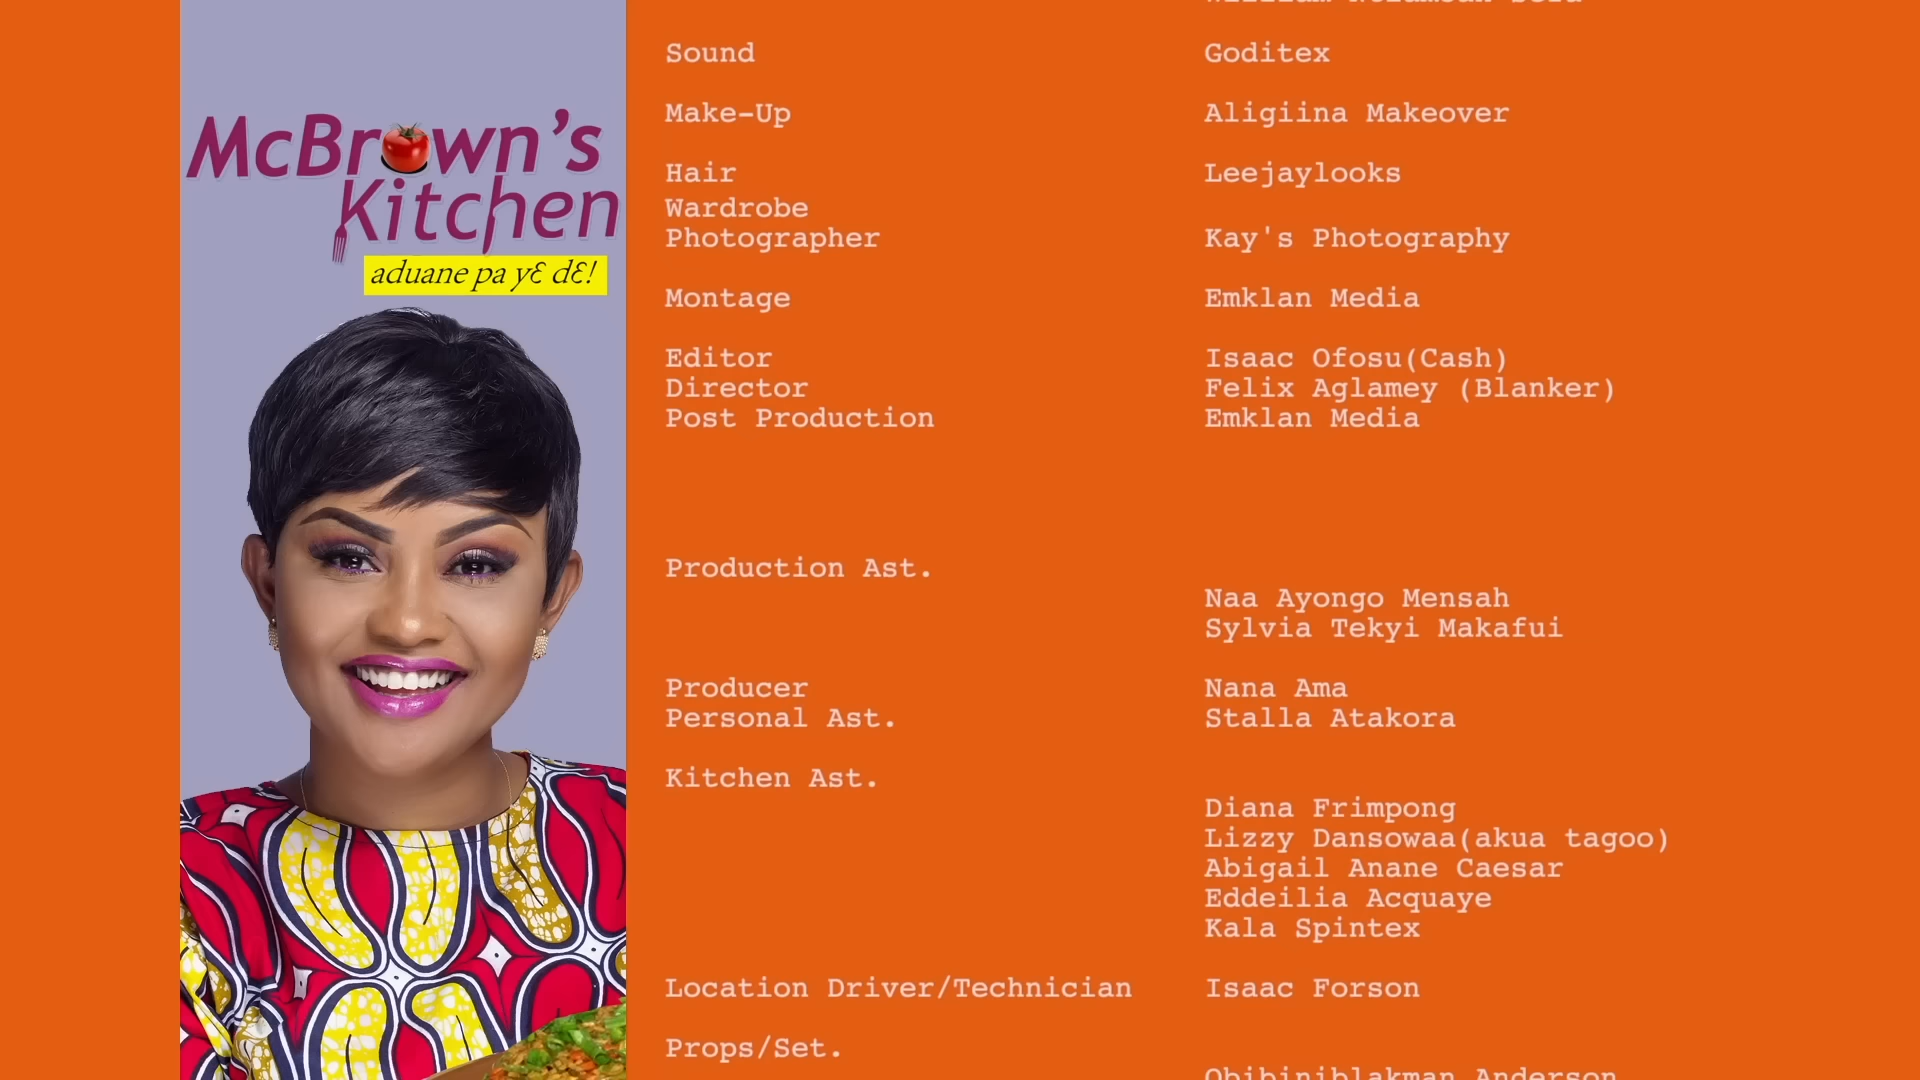 McBrown's
Kitchen
aduane pa yɛ dɛ!
Sound Goditex
Make-Up Aligiina Makeover
Hair Leejaylooks
Wardrobe
Photographer Kay's Photography
Montage Emklan Media
Editor Isaac Ofosu(Cash)
Director Felix Aglamey (Blanker)
Post Production Emklan Media
Production Ast.
Naa Ayongo Mensah
Sylvia Tekyi Makafui
Producer Nana Ama
Personal Ast. Stalla Atakora
Kitchen Ast.
Diana Frimpong
Lizzy Dansowaa(akua tagoo)
Abigail Anane Caesar
Eddeilia Acquaye
Kala Spintex
Location Driver/Technician Isaac Forson
Props/Set.
Obibiniblakman Anderson